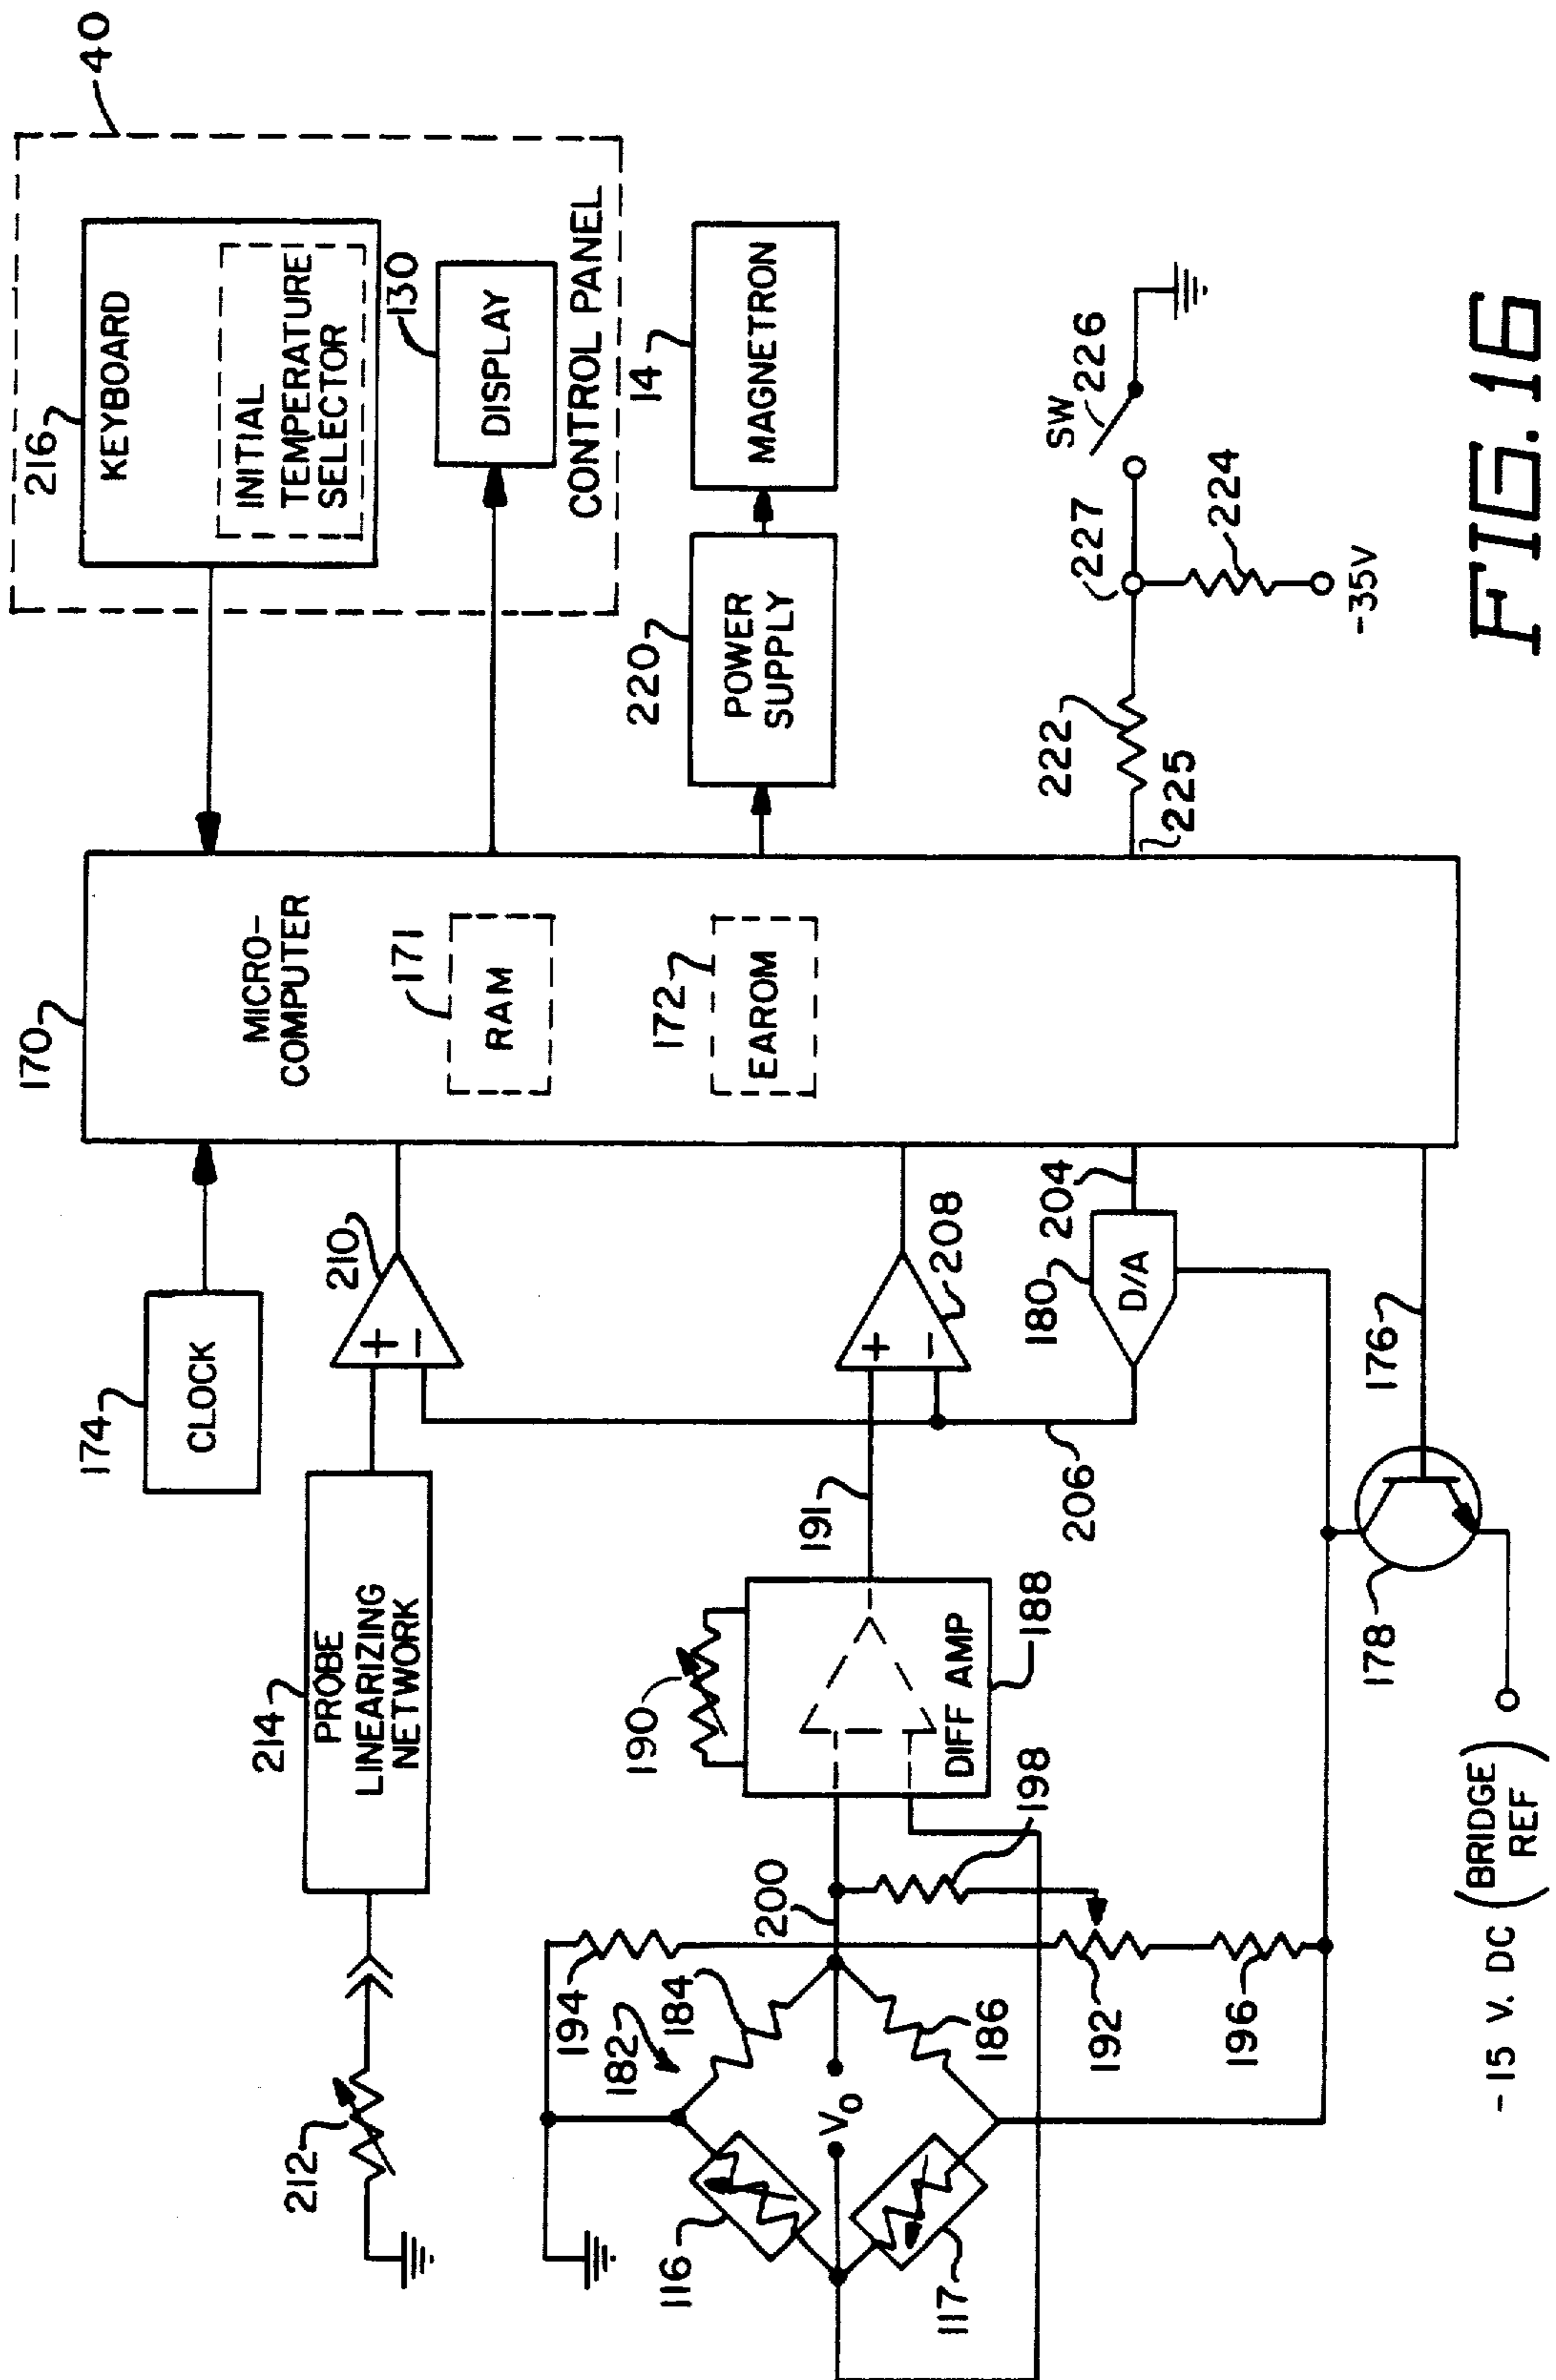 40
216
KEYBOARD
INITIAL
TEMPERATURE
SELECTOR
130
DISPLAY
CONTROL PANEL
14
MAGNETRON
220
POWER
SUPPLY
SW
226
227
224
-35V
222
225
170
MICRO-
COMPUTER
171
RAM
172
EAROM
174
CLOCK
210
+
−
208
+
−
204
180
D/A
176
206
191
214
PROBE
LINEARIZING
NETWORK
190
DIFF AMP
188
198
200
178
212
194
182
184
186
192
196
V₀
116
117
-15 V. DC (BRIDGE
REF)
FIG. 16